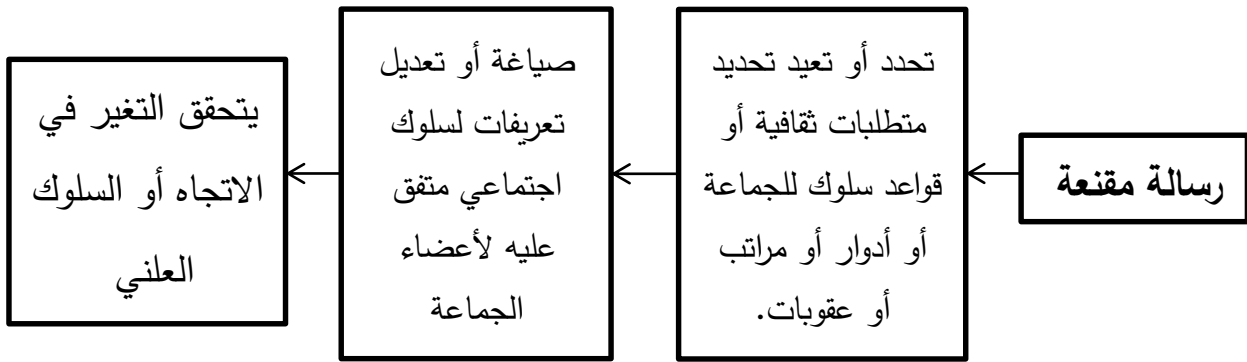 رسالة مقنعة
تحدد أو تعيد تحديد
متطلبات ثقافية أو
قواعد سلوك للجماعة
أو أدوار أو مراتب
أو عقوبات.
صياغة أو تعديل
تعريفات لسلوك
اجتماعي متفق
عليه لأعضاء
الجماعة
يتحقق التغير في
الاتجاه أو السلوك
العلني